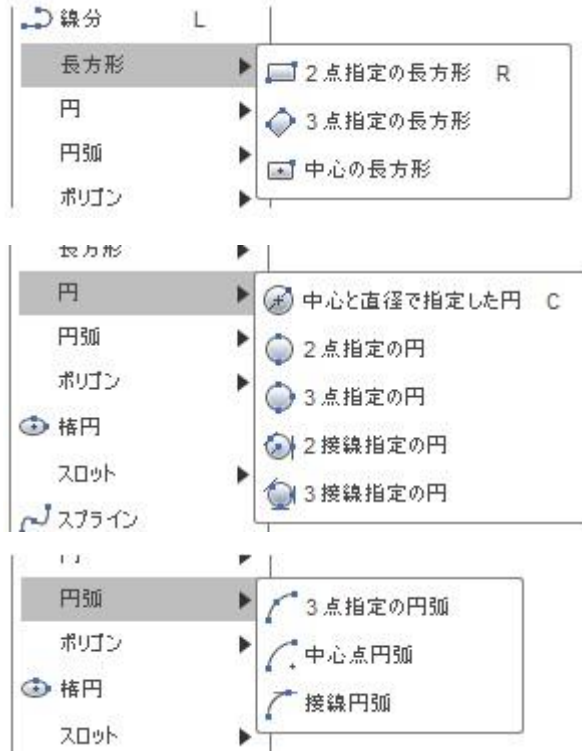 線分 L
長方形
2点指定の長方形 R
3点指定の長方形
中心の長方形
円
円弧
ポリゴン
長方形
円
中心と直径で指定した円 C
2点指定の円
3点指定の円
2接線指定の円
3接線指定の円
円弧
ポリゴン
楕円
スロット
スプライン
円弧
3点指定の円弧
中心点円弧
接線円弧
ポリゴン
楕円
スロット